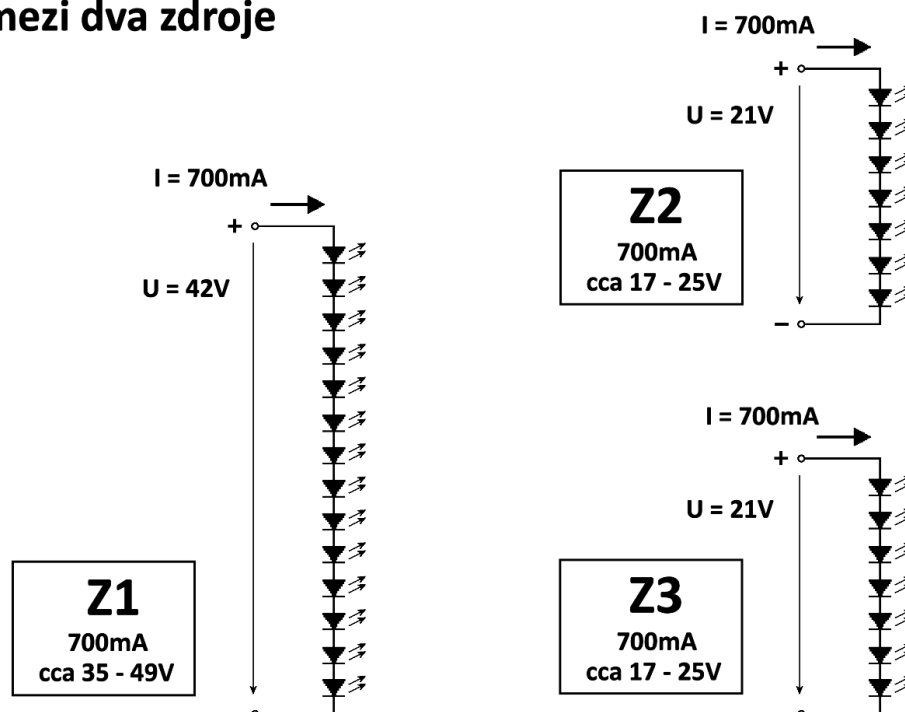 mezi dva zdroje
I = 700mA
+
U = 42V
Z1
700mA
cca 35 - 49V
I = 700mA
+
U = 21V
Z2
700mA
cca 17 - 25V
–
I = 700mA
+
U = 21V
Z3
700mA
cca 17 - 25V